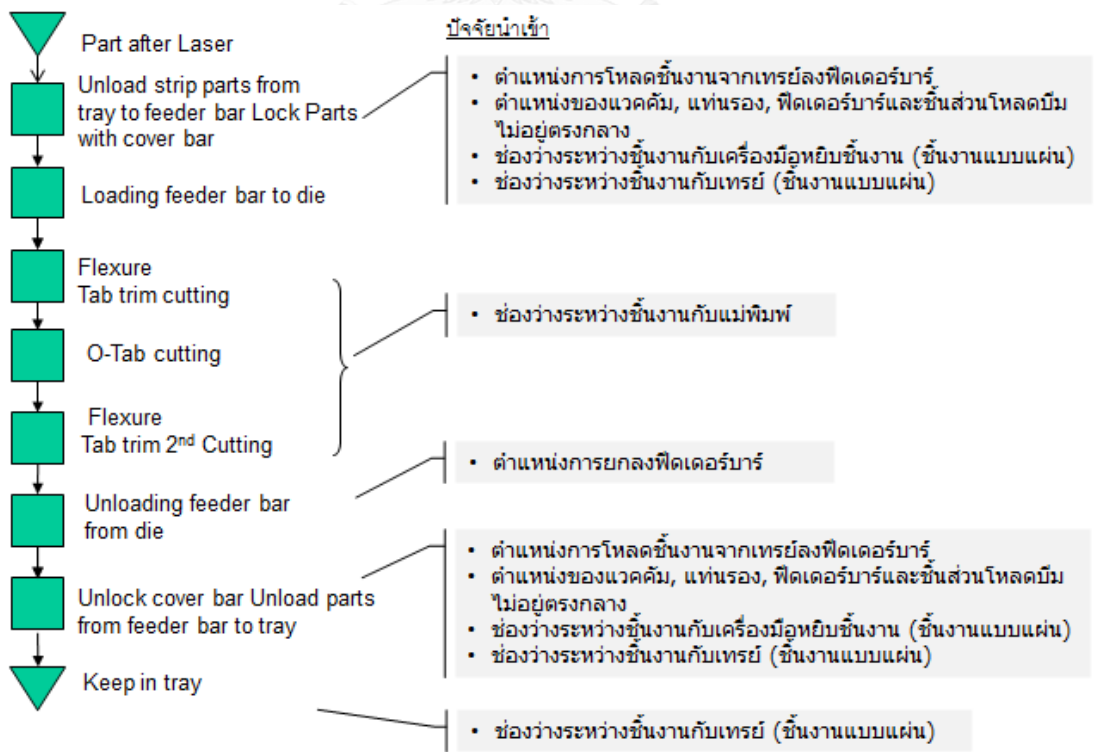 ปัจจัยนำเข้า
Part after Laser
Unload strip parts from
tray to feeder bar Lock Parts
with cover bar
• ตำแหน่งการโหลดชิ้นงานจากเทรย์ลงฟีดเดอร์บาร์
• ตำแหน่งของแวคคัม, แท่นรอง, ฟีดเดอร์บาร์และชิ้นส่วนโหลดบีม
ไม่อยู่ตรงกลาง
• ช่องว่างระหว่างชิ้นงานกับเครื่องมือหยิบชิ้นงาน (ชิ้นงานแบบแผ่น)
• ช่องว่างระหว่างชิ้นงานกับเทรย์ (ชิ้นงานแบบแผ่น)
Loading feeder bar to die
Flexure
Tab trim cutting
O-Tab cutting
Flexure
Tab trim 2nd Cutting
• ช่องว่างระหว่างชิ้นงานกับแม่พิมพ์
Unloading feeder bar
from die
• ตำแหน่งการยกลงฟีดเดอร์บาร์
Unlock cover bar Unload parts
from feeder bar to tray
• ตำแหน่งการโหลดชิ้นงานจากเทรย์ลงฟีดเดอร์บาร์
• ตำแหน่งของแวคคัม, แท่นรอง, ฟีดเดอร์บาร์และชิ้นส่วนโหลดบีม
ไม่อยู่ตรงกลาง
• ช่องว่างระหว่างชิ้นงานกับเครื่องมือหยิบชิ้นงาน (ชิ้นงานแบบแผ่น)
• ช่องว่างระหว่างชิ้นงานกับเทรย์ (ชิ้นงานแบบแผ่น)
Keep in tray
• ช่องว่างระหว่างชิ้นงานกับเทรย์ (ชิ้นงานแบบแผ่น)